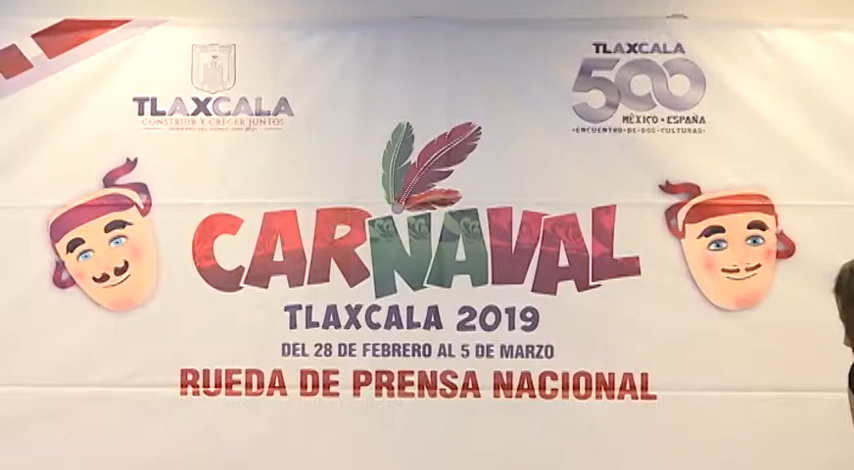 TLAXCALA
CONSTRUIR Y CRECER JUNTOS
TLAXCALA
500
MÉXICO • ESPAÑA
•ENCUENTRO•DE•DOS•CULTURAS•
CARNAVAL
TLAXCALA 2019
DEL 28 DE FEBRERO AL 5 DE MARZO
RUEDA DE PRENSA NACIONAL